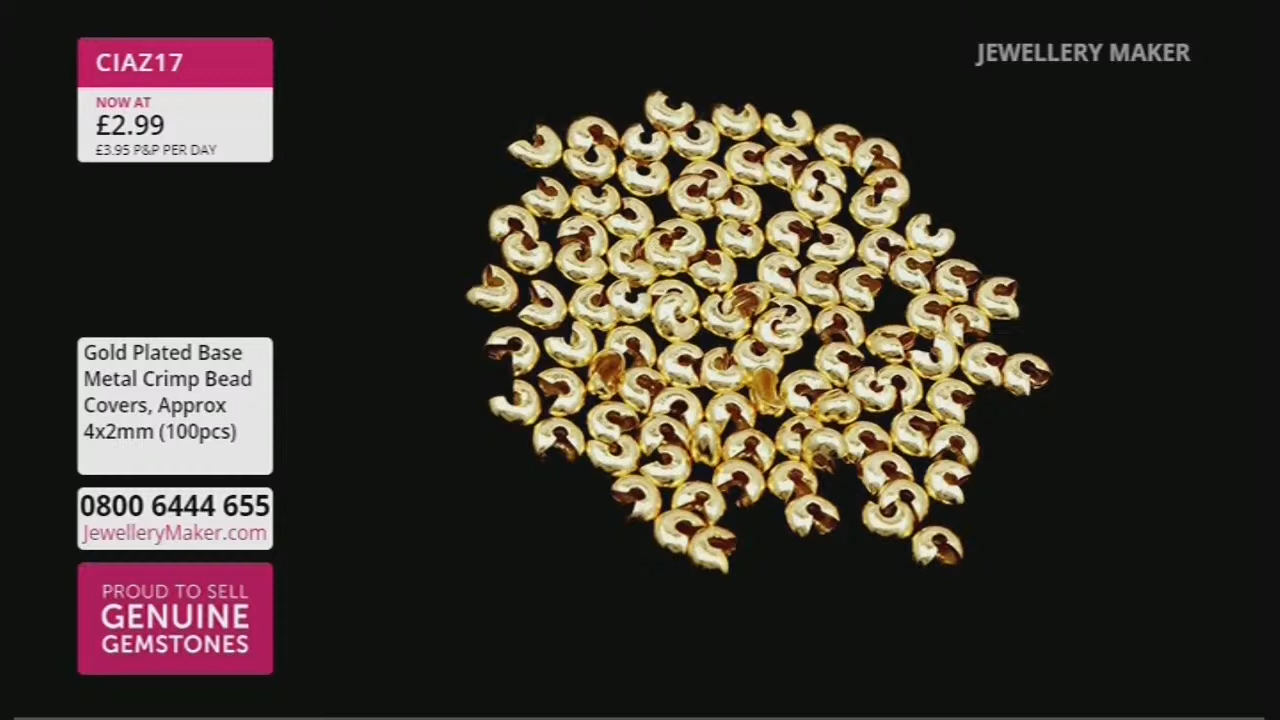 CIAZ17
NOW AT
£2.99
£3.95 P&P PER DAY
JEWELLERY MAKER
Gold Plated Base
Metal Crimp Bead
Covers, Approx
4x2mm (100pcs)
0800 6444 655
JewelleryMaker.com
PROUD TO SELL
GENUINE
GEMSTONES